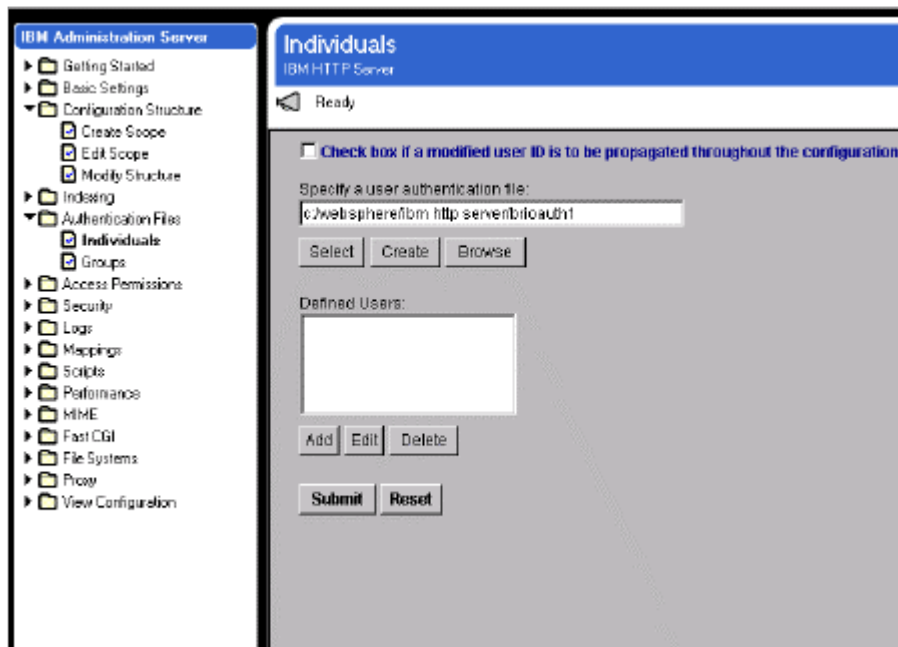 IBM Administration Server
Getting Started
Basic Settings
Configuration Structure
Create Scope
Edit Scope
Modify Structure
Indexing
Authentication Files
Individuals
Groups
Access Permissions
Security
Logs
Mappings
Scripts
Performance
MIME
Fast CGI
File Systems
Proxy
View Configuration
Individuals
IBM HTTP Server
Ready
Check box if a modified user ID is to be propagated throughout the configuration
Specify a user authentication file:
c:/websphere/ibm http server/brioauth1
Select Create Browse
Defined Users:
Add Edit Delete
Submit Reset